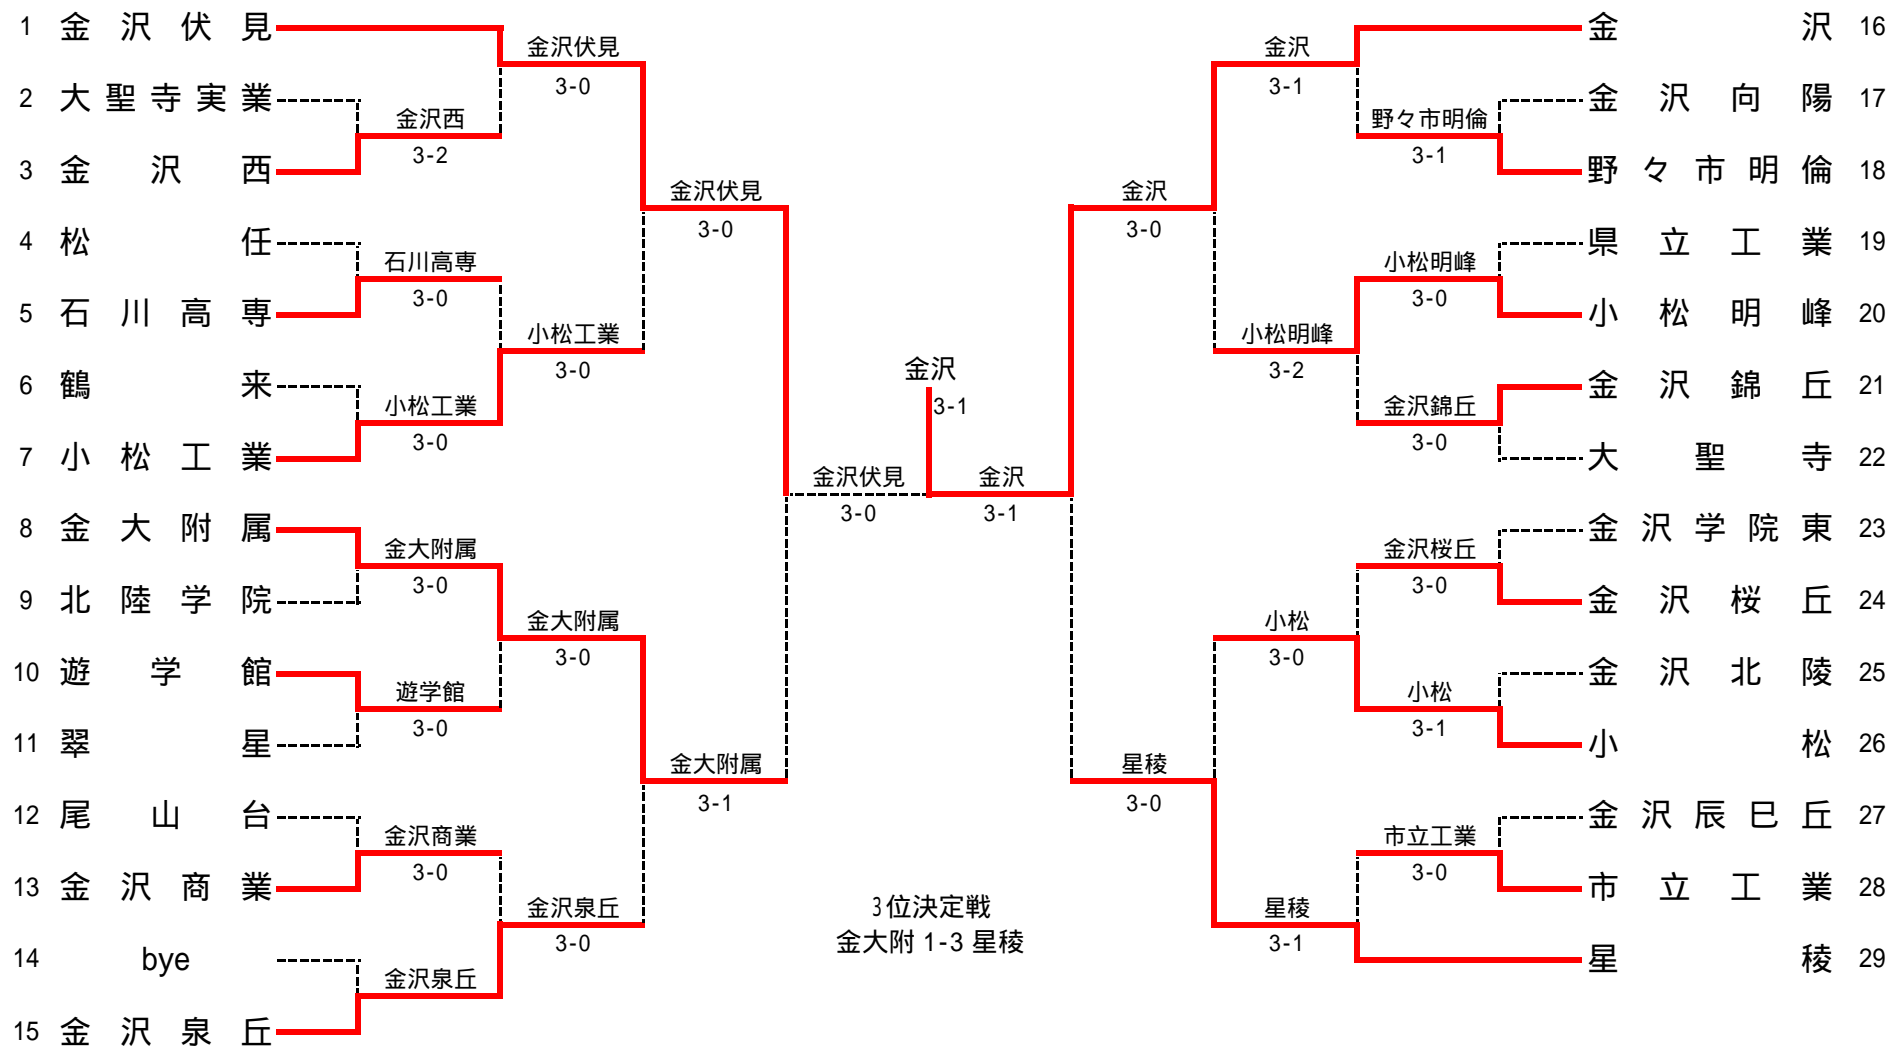 1 金沢伏見
2 大聖寺実業
3 金沢西
4 松任
5 石川高専
6 鶴来
7 小松工業
8 金大附属
9 北陸学院
10 遊学館
11 翠星
12 尾山台
13 金沢商業
14 bye
15 金沢泉丘
金沢西
3-2
石川高専
3-0
小松工業
3-0
金大附属
3-0
遊学館
3-0
金沢商業
3-0
金沢泉丘
金沢伏見
3-0
小松工業
3-0
金大附属
3-0
金沢泉丘
3-0
金沢伏見
3-0
金大附属
3-1
金沢伏見
3-0
金沢
3-1
金沢
3-1
3位決定戦
金大附 1-3 星稜
金沢
3-0
星稜
3-0
金沢
3-1
小松明峰
3-2
小松
3-0
星稜
3-1
野々市明倫
3-1
小松明峰
3-0
金沢錦丘
3-0
金沢桜丘
3-0
小松
3-1
市立工業
3-0
金沢 16
金沢向陽 17
野々市明倫 18
県立工業 19
小松明峰 20
金沢錦丘 21
大聖寺 22
金沢学院東 23
金沢桜丘 24
金沢北陵 25
小松 26
金沢辰巳丘 27
市立工業 28
星稜 29